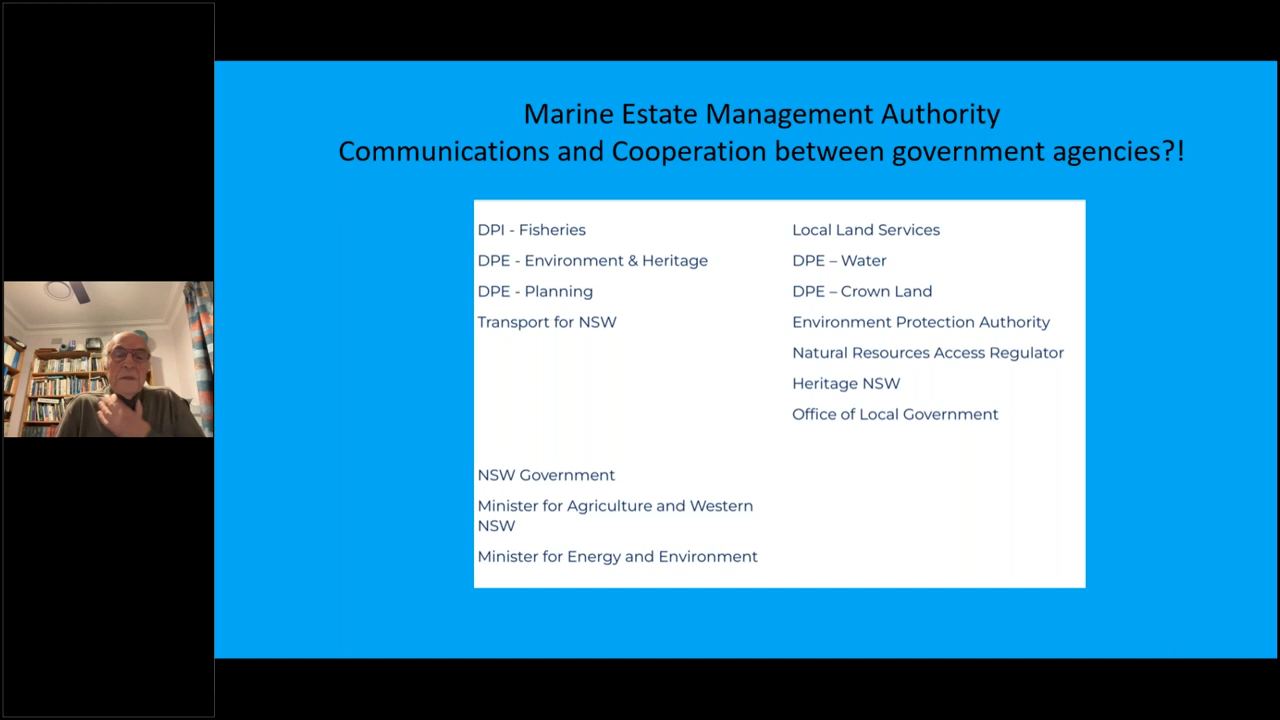 Marine Estate Management Authority
Communications and Cooperation between government agencies?!
DPI - Fisheries
DPE - Environment & Heritage
DPE - Planning
Transport for NSW
Local Land Services
DPE – Water
DPE – Crown Land
Environment Protection Authority
Natural Resources Access Regulator
Heritage NSW
Office of Local Government
NSW Government
Minister for Agriculture and Western
NSW
Minister for Energy and Environment